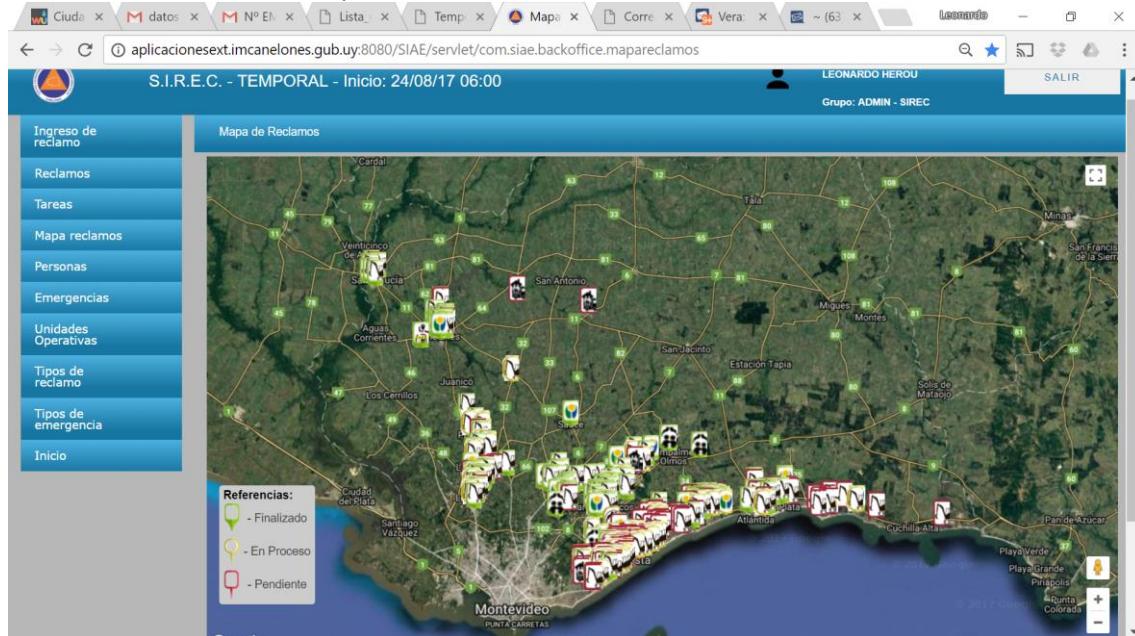 Ciuda
M datos
M Nº EN
Lista_
Temp
Mapa
Corre
Vera:
~ (63
Leonardo
aplicacionesext.imcanelones.gub.uy:8080/SIAE/servlet/com.siae.backoffice.mapareclamos
S.I.R.E.C. - TEMPORAL - Inicio: 24/08/17 06:00
LEONARDO HEROU
Grupo: ADMIN - SIREC
SALIR
Ingreso de
reclamo
Reclamos
Tareas
Mapa reclamos
Personas
Emergencias
Unidades
Operativas
Tipos de
reclamo
Tipos de
emergencia
Inicio
Mapa de Reclamos
Cardal
Tala
Minas
Veinticinco
San Francis
de la Sierra
San Antonio
Migues
Montes
Aguas
Corrientes
San Jacinto
Estación Tapia
Juanicó
Los Cerrillos
Solís de
Mataojo
Sauce
Olmos
Ciudad
del Plata
Santiago
Vázquez
Atlántida
Cuchilla Alta
Pan de Azúcar
Playa Verde
Playa Grande
Piriápolis
Punta
Colorada
Montevideo
PUNTA CARRETAS
Referencias:
- Finalizado
- En Proceso
- Pendiente